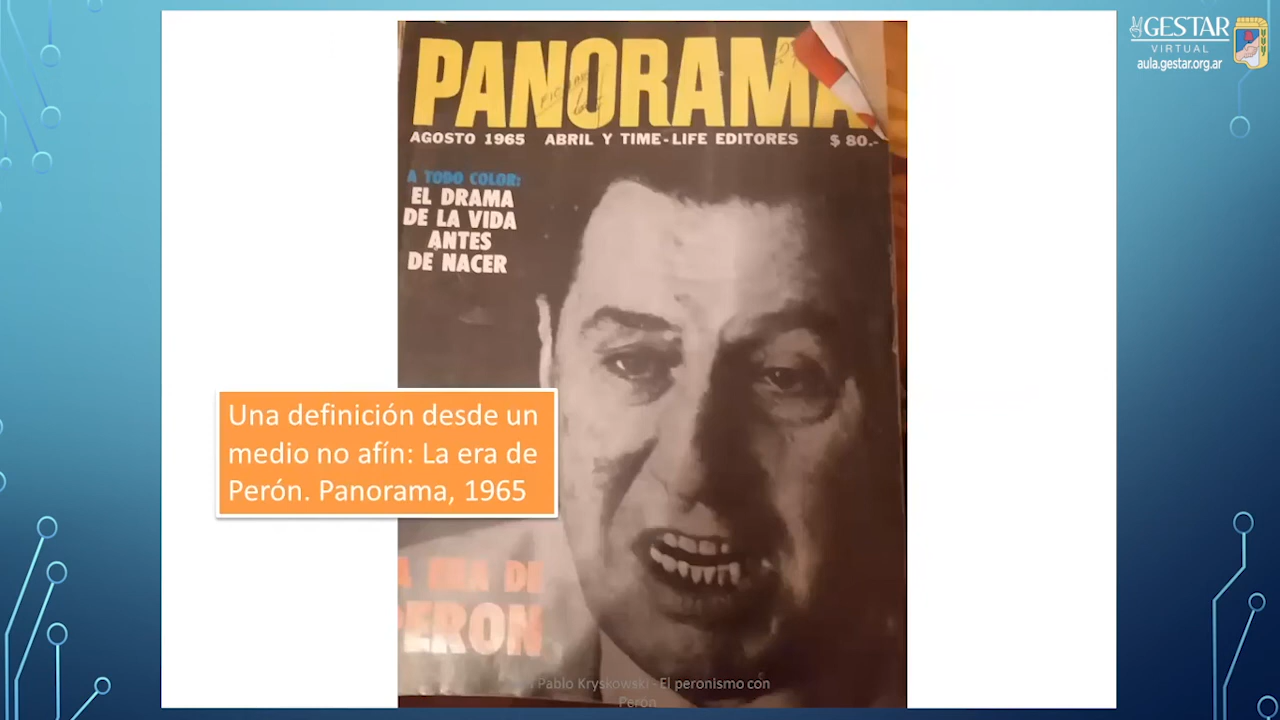 GESTAR
VIRTUAL
aula.gestar.org.ar
PANORAMA
AGOSTO 1965 ABRIL Y TIME-LIFE EDITORES $ 80.-
A TODO COLOR:
EL DRAMA
DE LA VIDA
ANTES
DE NACER
Una definición desde un
medio no afín: La era de
Perón. Panorama, 1965
A ERA DE
PERON
Pablo Kryskowski - El peronismo con
Perón